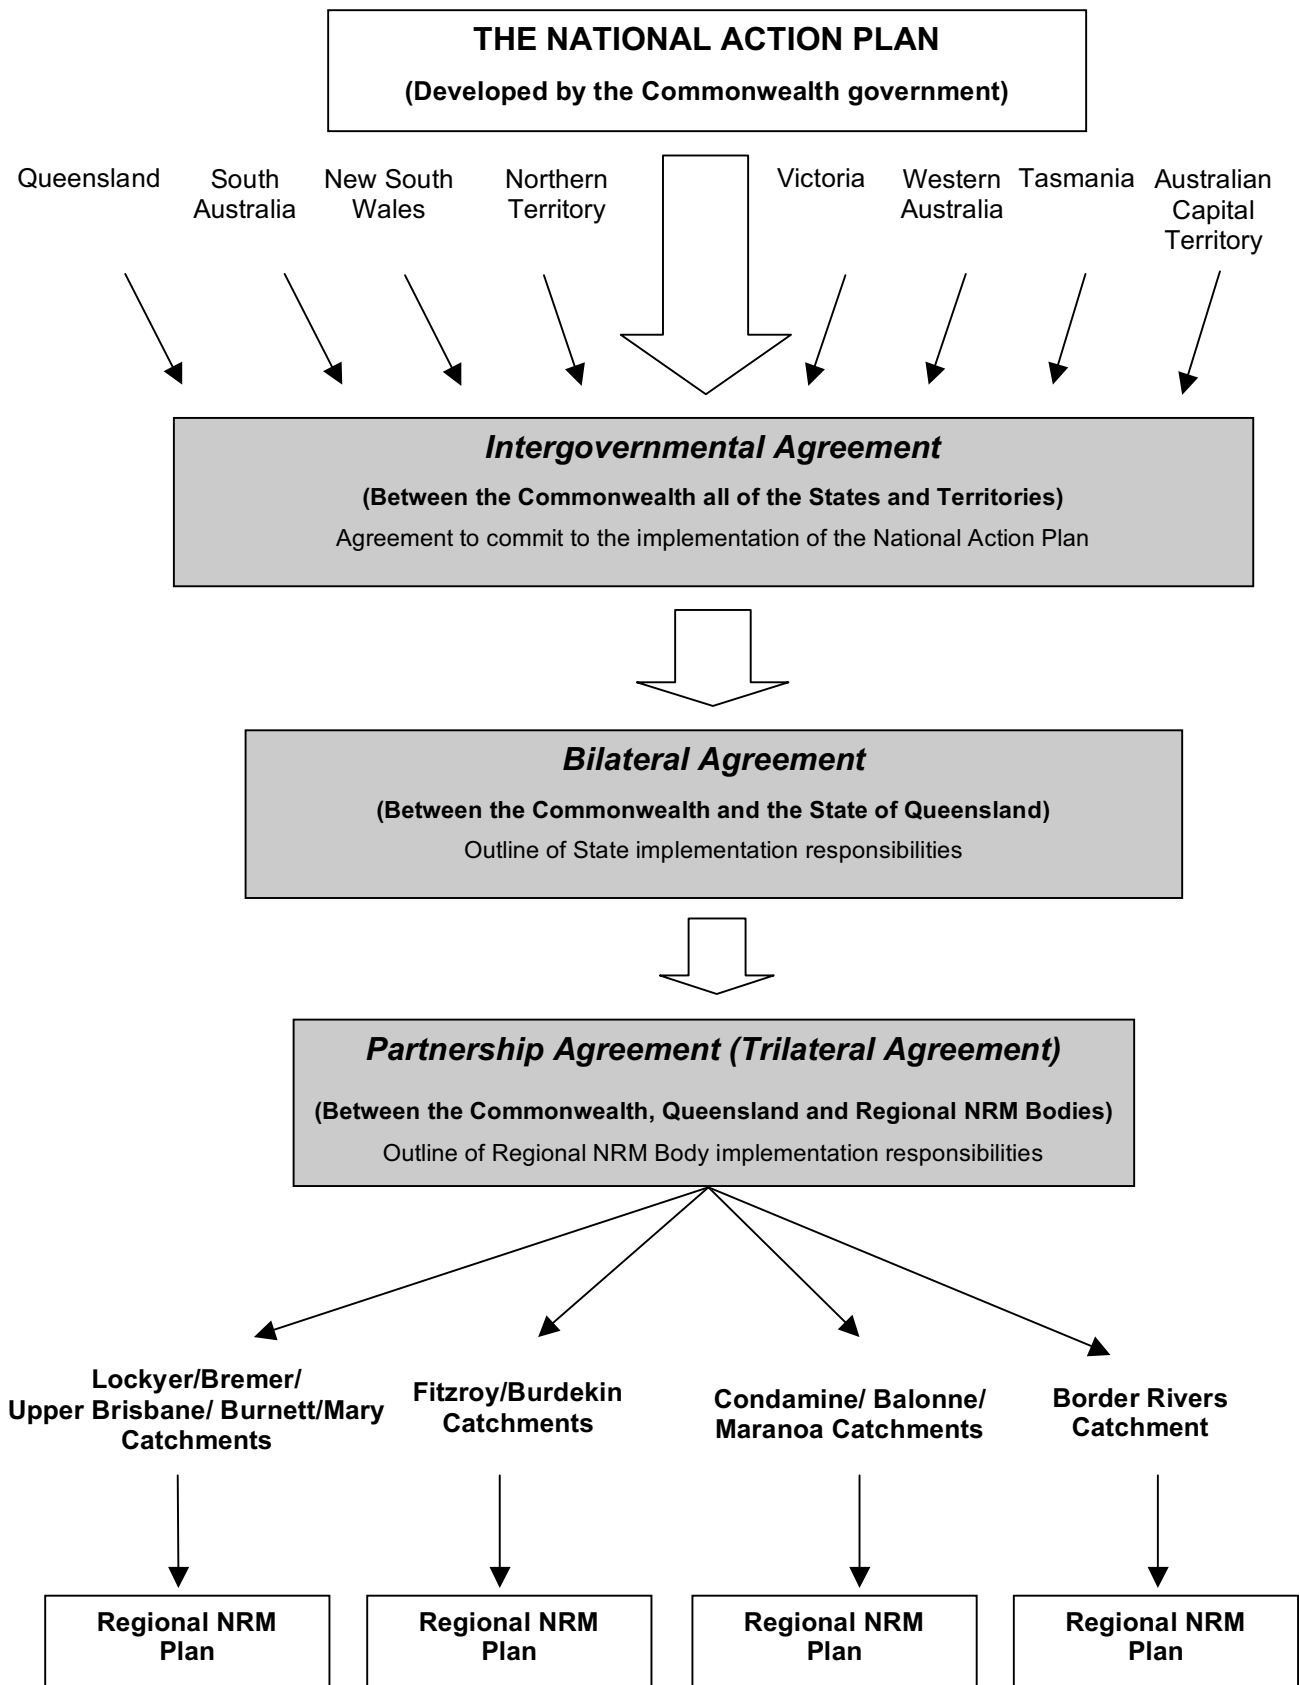 THE NATIONAL ACTION PLAN
(Developed by the Commonwealth government)
Queensland
South
Australia
New South
Wales
Northern
Territory
Victoria
Western
Australia
Tasmania
Australian
Capital
Territory
Intergovernmental Agreement
(Between the Commonwealth all of the States and Territories)
Agreement to commit to the implementation of the National Action Plan
Bilateral Agreement
(Between the Commonwealth and the State of Queensland)
Outline of State implementation responsibilities
Partnership Agreement (Trilateral Agreement)
(Between the Commonwealth, Queensland and Regional NRM Bodies)
Outline of Regional NRM Body implementation responsibilities
Lockyer/Bremer/
Upper Brisbane/ Burnett/Mary
Catchments
Fitzroy/Burdekin
Catchments
Condamine/ Balonne/
Maranoa Catchments
Border Rivers
Catchment
Regional NRM
Plan
Regional NRM
Plan
Regional NRM
Plan
Regional NRM
Plan